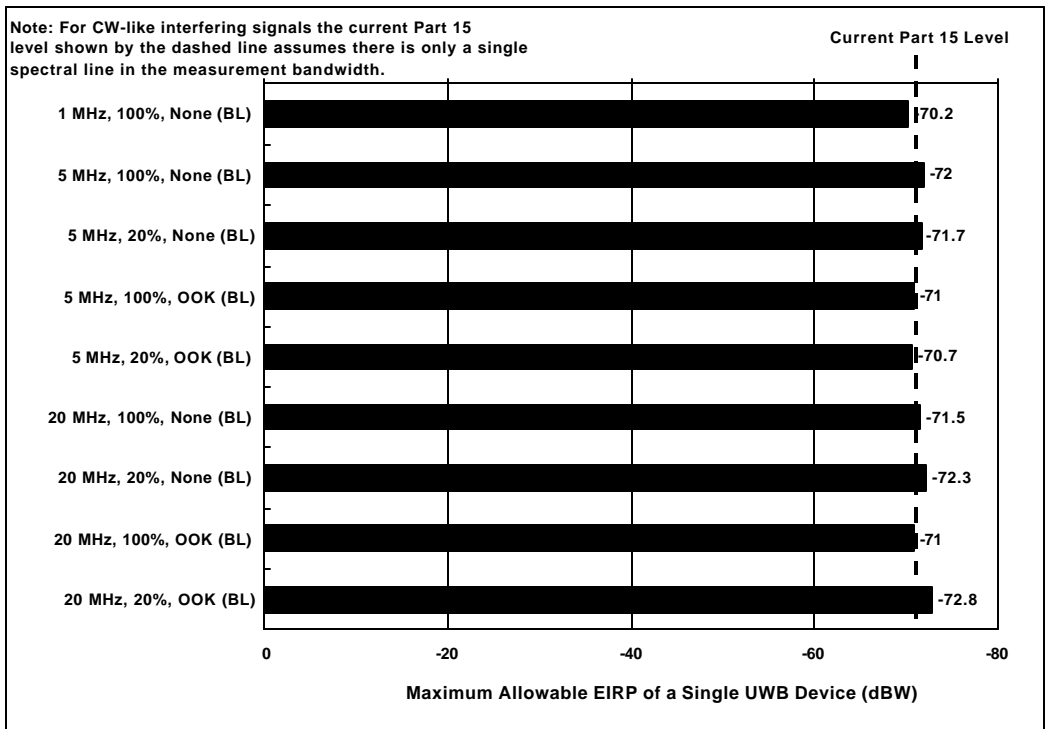 Note: For CW-like interfering signals the current Part 15
level shown by the dashed line assumes there is only a single
spectral line in the measurement bandwidth.
Current Part 15 Level
1 MHz, 100%, None (BL)
-70.2
5 MHz, 100%, None (BL)
-72
5 MHz, 20%, None (BL)
-71.7
5 MHz, 100%, OOK (BL)
-71
5 MHz, 20%, OOK (BL)
-70.7
20 MHz, 100%, None (BL)
-71.5
20 MHz, 20%, None (BL)
-72.3
20 MHz, 100%, OOK (BL)
-71
20 MHz, 20%, OOK (BL)
-72.8
0 -20 -40 -60 -80
Maximum Allowable EIRP of a Single UWB Device (dBW)